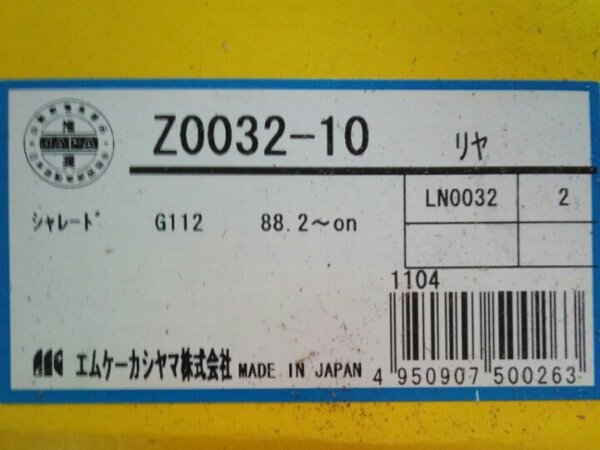 Z0032-10 リヤ
LN0032 2
シャレード G112 88.2～on
1104
エムケーカシヤマ株式会社 MADE IN JAPAN
4 950907 500263